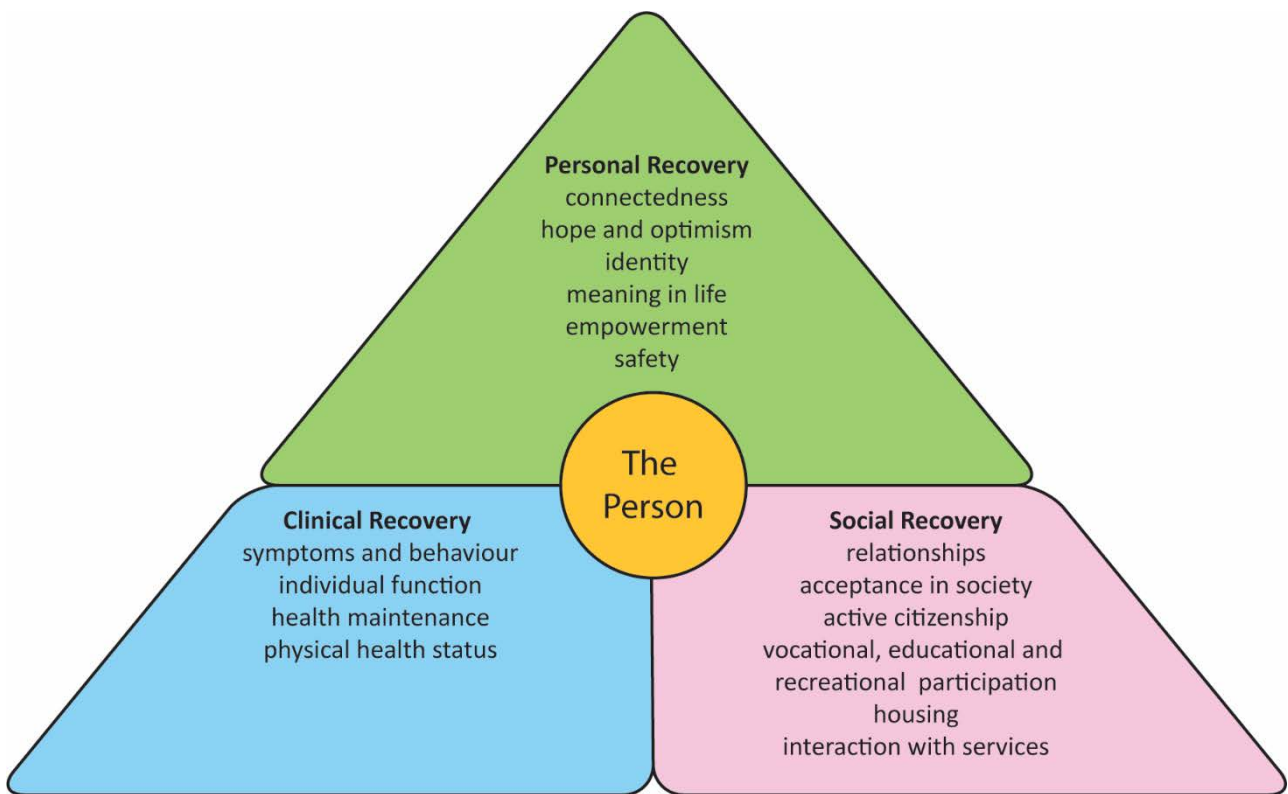 Personal Recovery
connectedness
hope and optimism
identity
meaning in life
empowerment
safety
The
Person
Clinical Recovery
symptoms and behaviour
individual function
health maintenance
physical health status
Social Recovery
relationships
acceptance in society
active citizenship
vocational, educational and
recreational participation
housing
interaction with services